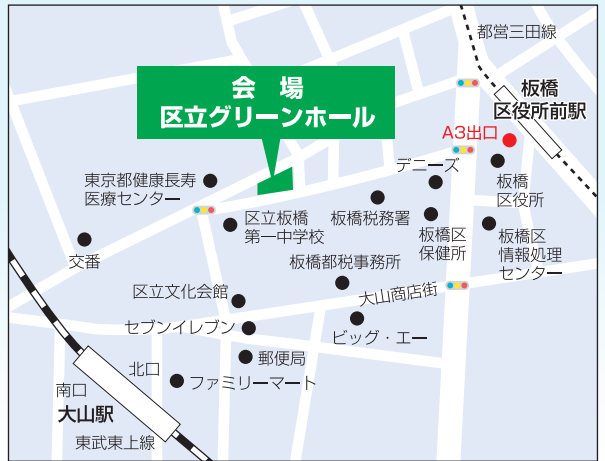 都営三田線
板橋
区役所前駅
会 場
区立グリーンホール
A3出口
デニーズ
板橋
区役所
東京都健康長寿
医療センター
区立板橋
第一中学校
板橋税務署
板橋区
保健所
板橋区
情報処理
センター
交番
板橋都税事務所
区立文化会館
大山商店街
セブンイレブン
ビッグ・エー
郵便局
北口
ファミリーマート
南口
大山駅
東武東上線